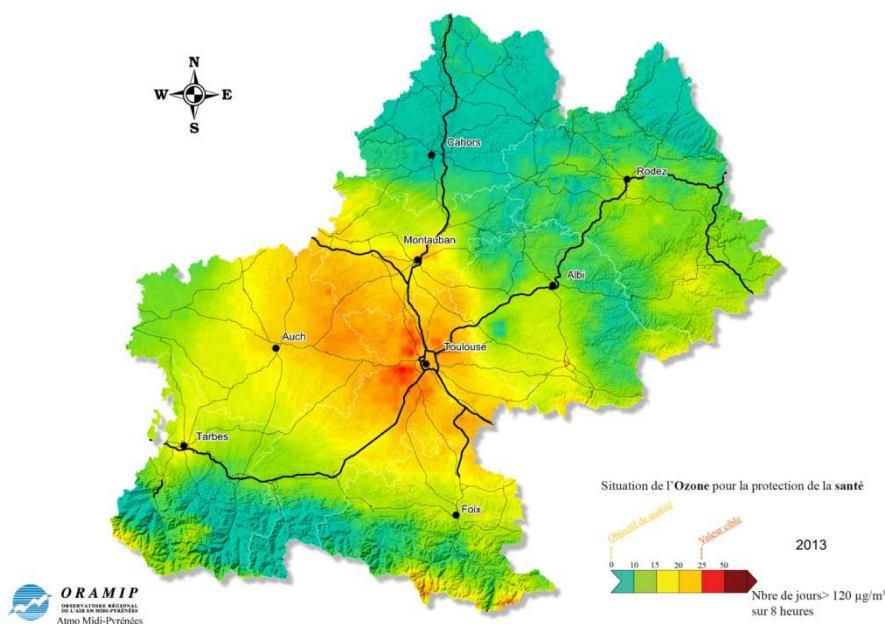 N
W E
S
Cahors
Rodez
Montauban
Albi
Auch
Toulouse
Tarbes
Foix
Situation de l'Ozone pour la protection de la santé
Objectif de qualité
Valeur cible
2013
0 10 15 20 25 50
Nbre de jours> 120 µg/m³
sur 8 heures
ORAMIP
OBSERVATOIRE RÉGIONAL
DE L'AIR EN MIDI-PYRÉNÉES
Atmo Midi-Pyrénées